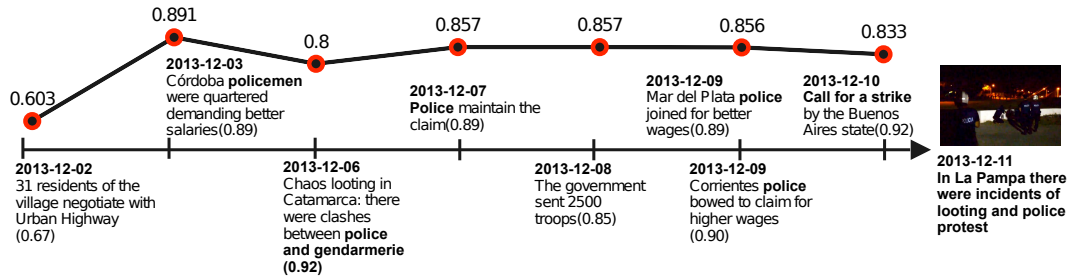 0.603
0.891
0.8
0.857
0.857
0.856
0.833
2013-12-02
31 residents of the
village negotiate with
Urban Highway
(0.67)
2013-12-03
Córdoba policemen
were quartered
demanding better
salaries(0.89)
2013-12-06
Chaos looting in
Catamarca: there
were clashes
between police
and gendarmerie
(0.92)
2013-12-07
Police maintain the
claim(0.89)
2013-12-08
The government
sent 2500
troops(0.85)
2013-12-09
Mar del Plata police
joined for better
wages(0.89)
2013-12-09
Corrientes police
bowed to claim for
higher wages
(0.90)
2013-12-10
Call for a strike
by the Buenos
Aires state(0.92)
2013-12-11
In La Pampa there
were incidents of
looting and police
protest